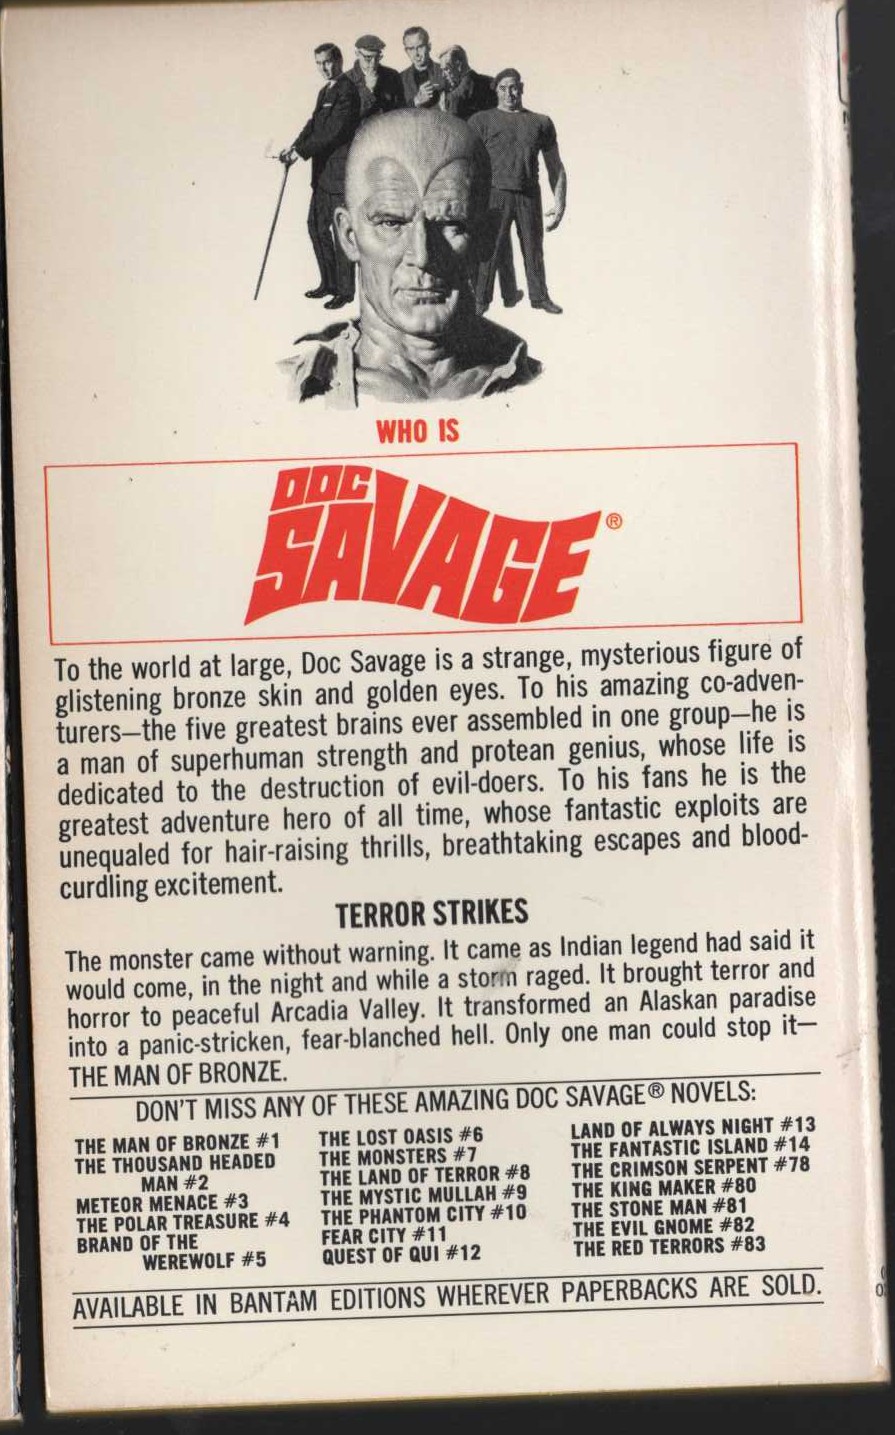 WHO IS
DOC
SAVAGE®
To the world at large, Doc Savage is a strange, mysterious figure of
glistening bronze skin and golden eyes. To his amazing co-adven-
turers—the five greatest brains ever assembled in one group—he is
a man of superhuman strength and protean genius, whose life is
dedicated to the destruction of evil-doers. To his fans he is the
greatest adventure hero of all time, whose fantastic exploits are
unequaled for hair-raising thrills, breathtaking escapes and blood-
curdling excitement.
TERROR STRIKES
The monster came without warning. It came as Indian legend had said it
would come, in the night and while a storm raged. It brought terror and
horror to peaceful Arcadia Valley. It transformed an Alaskan paradise
into a panic-stricken, fear-blanched hell. Only one man could stop it—
THE MAN OF BRONZE.
DON'T MISS ANY OF THESE AMAZING DOC SAVAGE® NOVELS:
THE MAN OF BRONZE #1
THE THOUSAND HEADED
MAN #2
METEOR MENACE #3
THE POLAR TREASURE #4
BRAND OF THE
WEREWOLF #5
THE LOST OASIS #6
THE MONSTERS #7
THE LAND OF TERROR #8
THE MYSTIC MULLAH #9
THE PHANTOM CITY #10
FEAR CITY #11
QUEST OF QUI #12
LAND OF ALWAYS NIGHT #13
THE FANTASTIC ISLAND #14
THE CRIMSON SERPENT #78
THE KING MAKER #80
THE STONE MAN #81
THE EVIL GNOME #82
THE RED TERRORS #83
AVAILABLE IN BANTAM EDITIONS WHEREVER PAPERBACKS ARE SOLD.